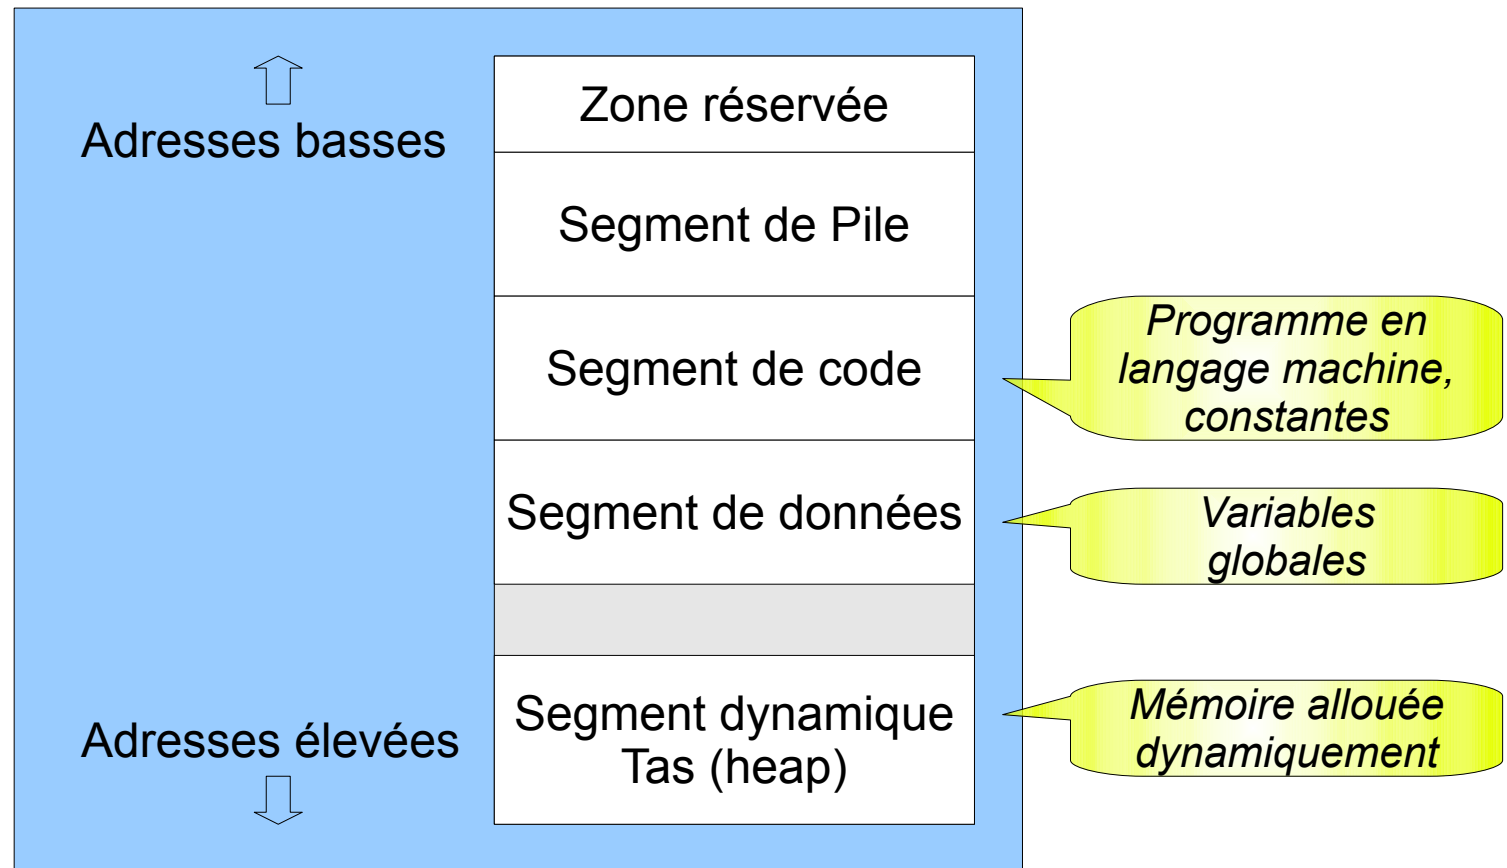 Adresses basses
Zone réservée
Segment de Pile
Segment de code
Programme en
langage machine,
constantes
Segment de données
Variables
globales
Adresses élevées
Segment dynamique
Tas (heap)
Mémoire allouée
dynamiquement